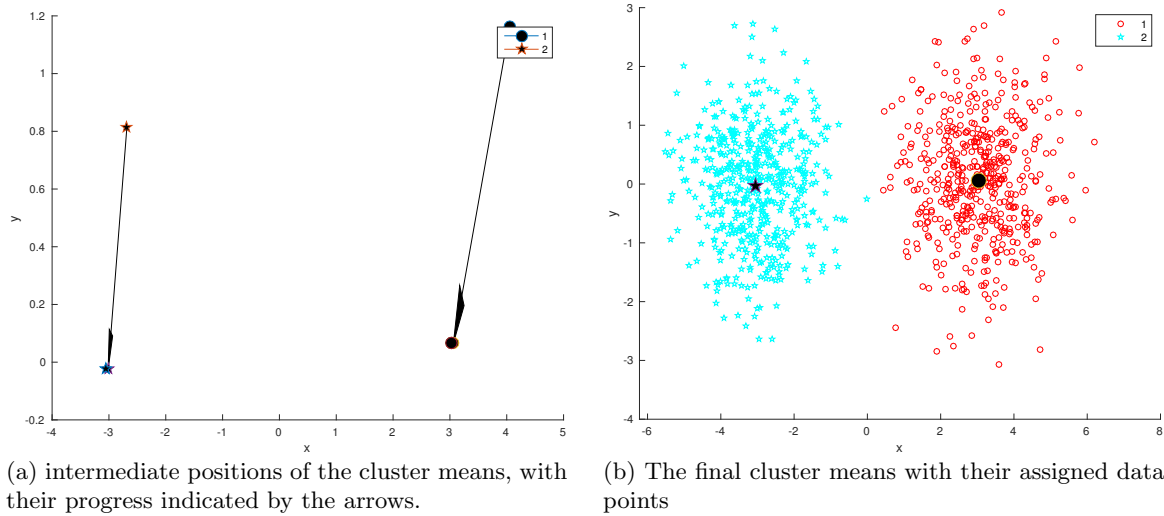 1.2
1
2
1
0.8
0.6
y
0.4
0.2
0
-0.2
-4 -3 -2 -1 0 1 2 3 4 5
x
(a) intermediate positions of the cluster means, with
their progress indicated by the arrows.
3
1
2
2
1
0
y
-1
-2
-3
-4
-6 -4 -2 0 2 4 6 8
x
(b) The final cluster means with their assigned data
points